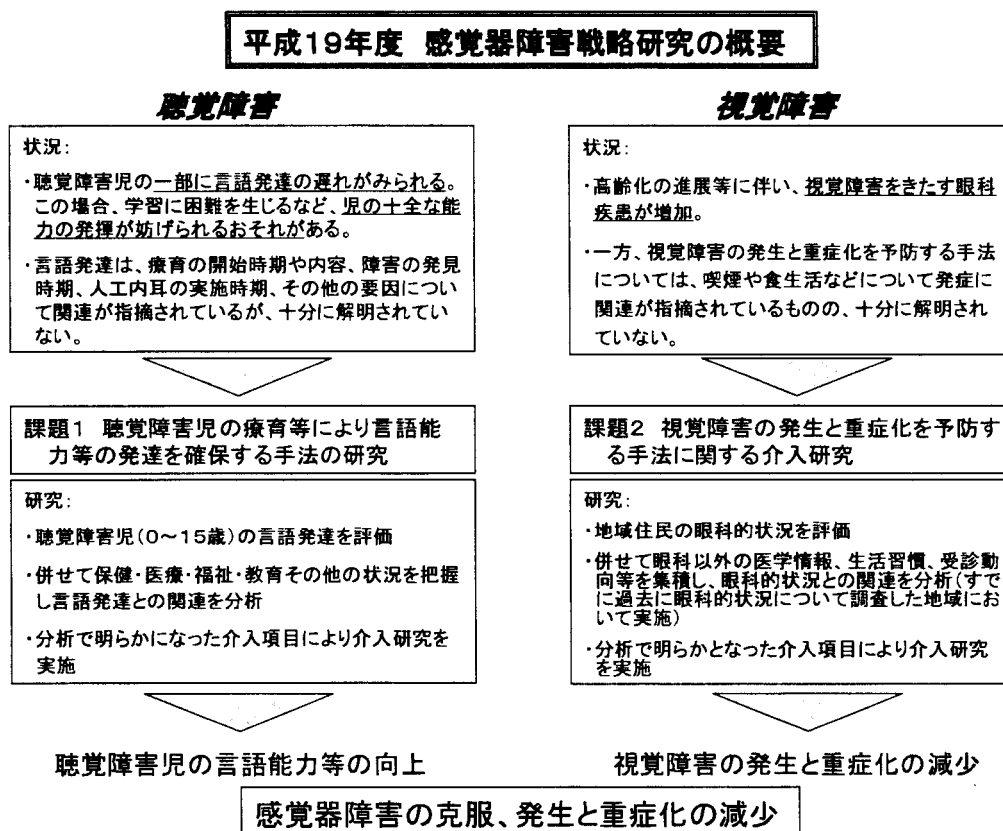 平成19年度 感覚器障害戦略研究の概要
聴覚障害
状況:
・聴覚障害児の一部に言語発達の遅れがみられる。
この場合、学習に困難を生じるなど、児の十全な能
力の発揮が妨げられるおそれがある。
・言語発達は、療育の開始時期や内容、障害の発見
時期、人工内耳の実施時期、その他の要因につい
て関連が指摘されているが、十分に解明されてい
ない。
課題1 聴覚障害児の療育等により言語能
力等の発達を確保する手法の研究
研究:
・聴覚障害児(0~15歳)の言語発達を評価
・併せて保健・医療・福祉・教育その他の状況を把握
し言語発達との関連を分析
・分析で明らかになった介入項目により介入研究を
実施
聴覚障害児の言語能力等の向上
視覚障害
状況:
・高齢化の進展等に伴い、視覚障害をきたす眼科
疾患が増加。
・一方、視覚障害の発生と重症化を予防する手法
については、喫煙や食生活などについて発症に
関連が指摘されているものの、十分に解明され
ていない。
課題2 視覚障害の発生と重症化を予防す
る手法に関する介入研究
研究:
・地域住民の眼科的状況を評価
・併せて眼科以外の医学情報、生活習慣、受診動
向等を集積し、眼科的状況との関連を分析(すで
に過去に眼科的状況について調査した地域にお
いて実施)
・分析で明らかとなった介入項目により介入研究
を実施
視覚障害の発生と重症化の減少
感覚器障害の克服、発生と重症化の減少